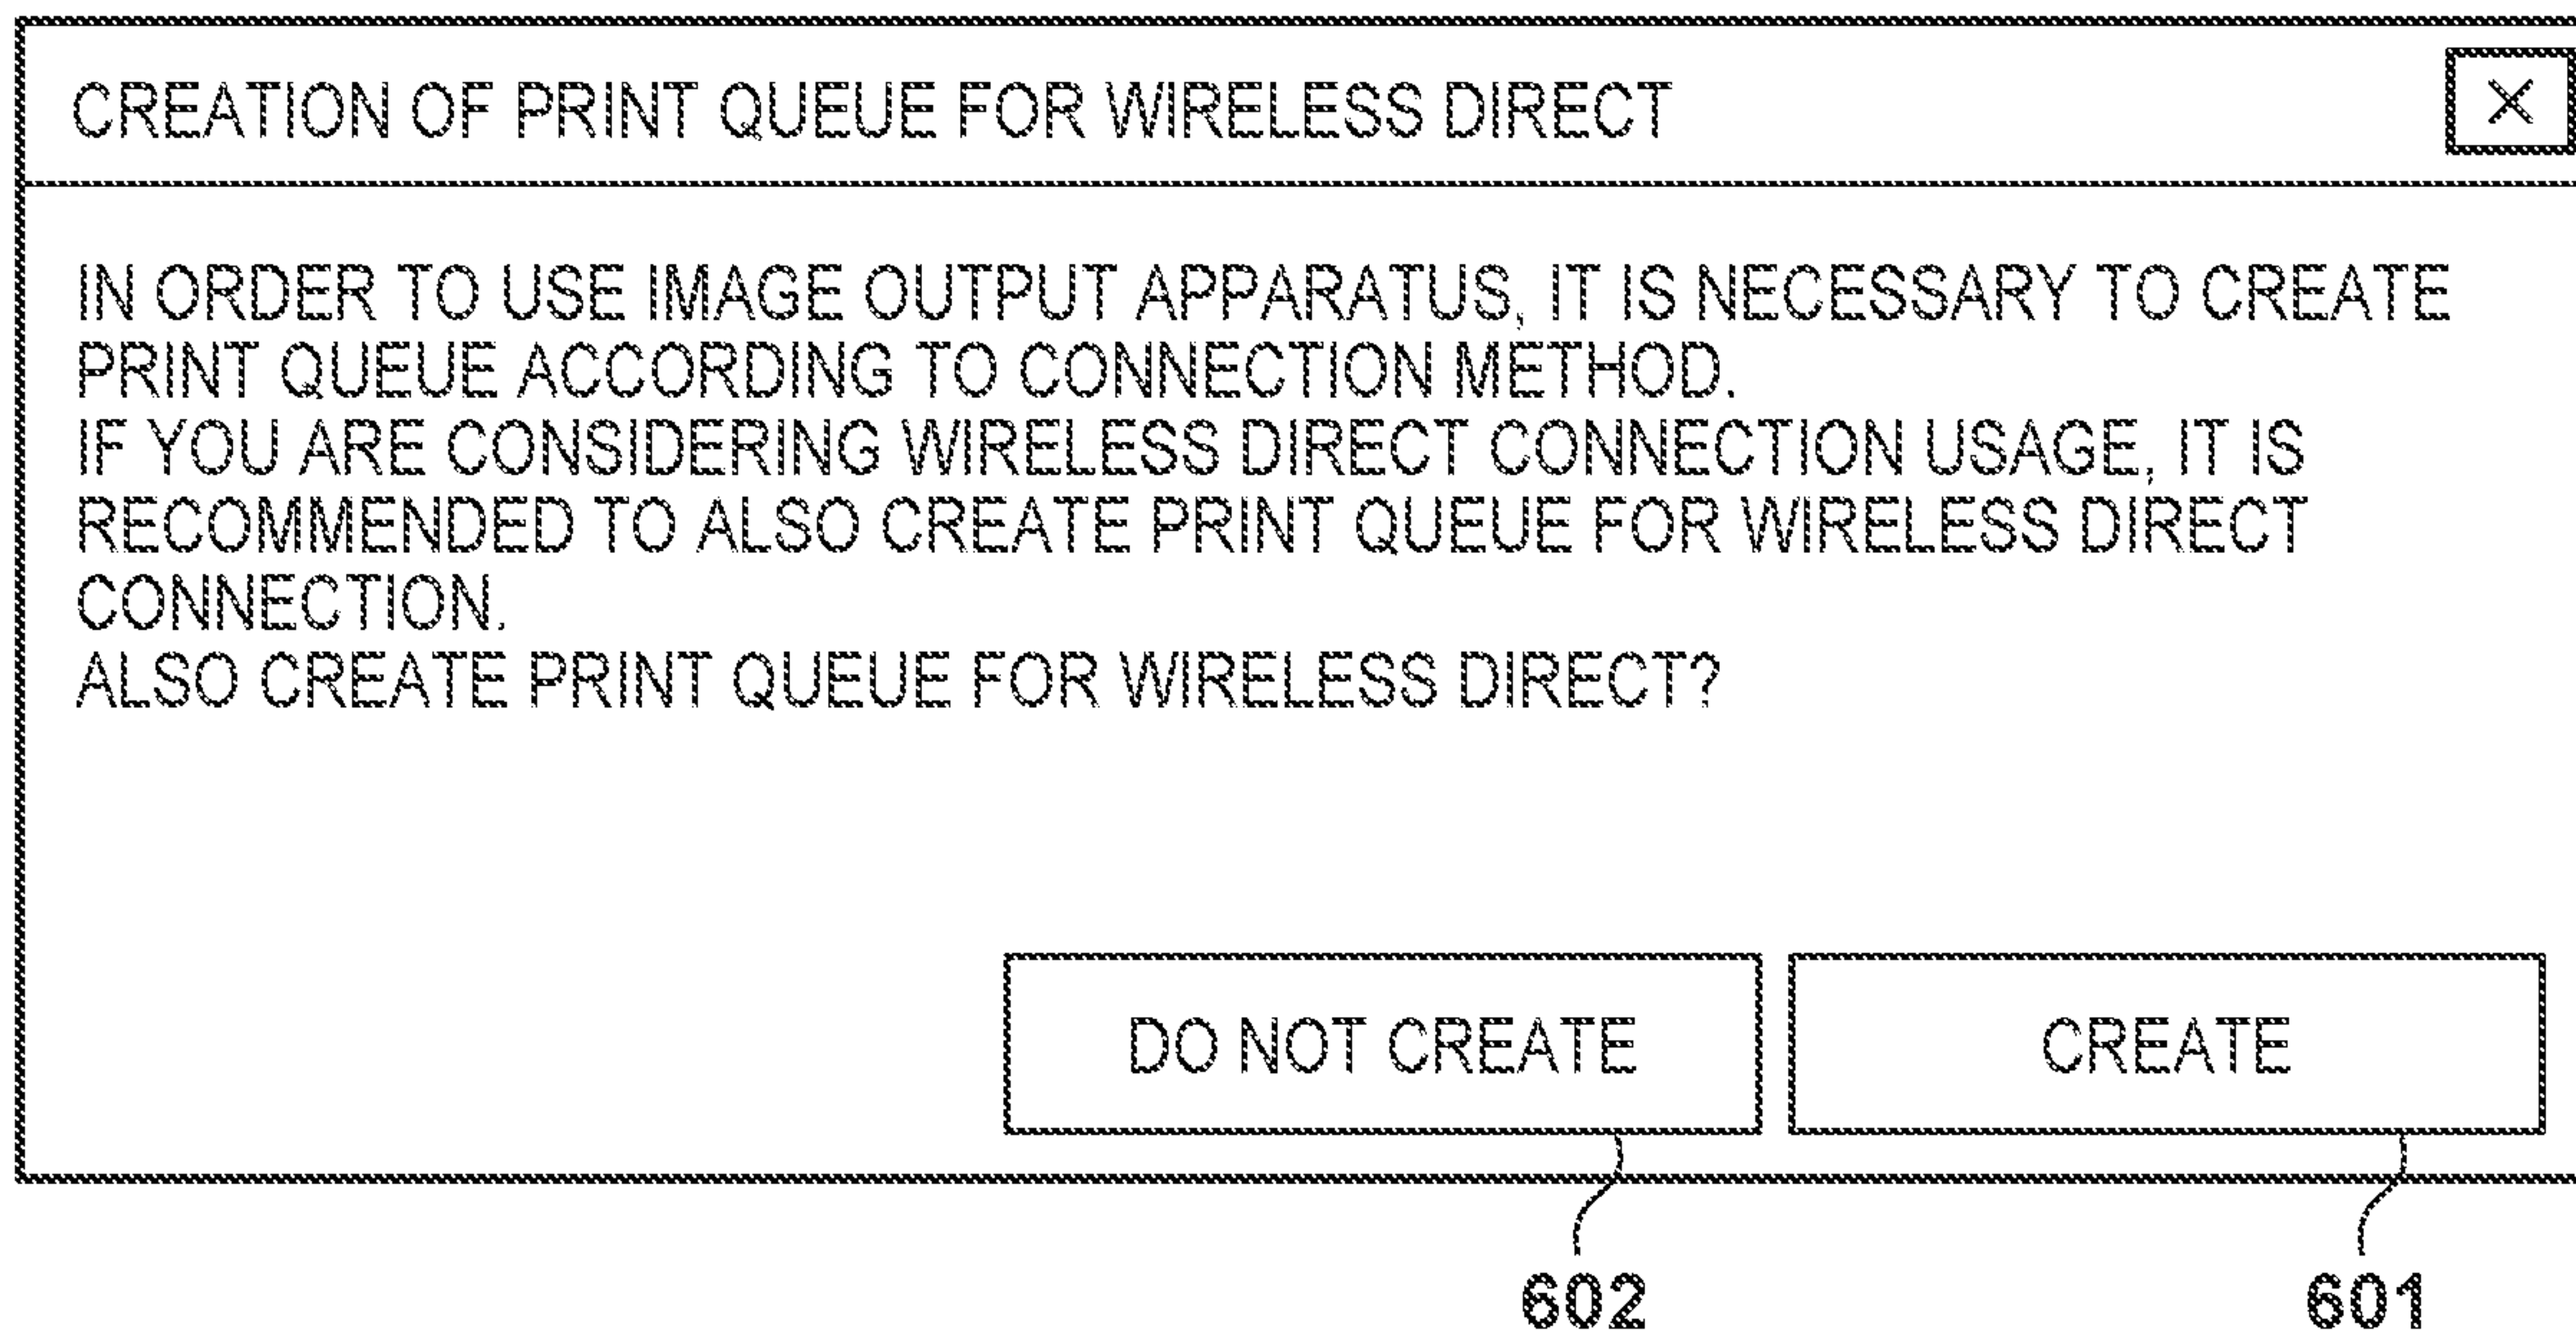 CREATION OF PRINT QUEUE FOR WIRELESS DIRECT
IN ORDER TO USE IMAGE OUTPUT APPARATUS, IT IS NECESSARY TO CREATE
PRINT QUEUE ACCORDING TO CONNECTION METHOD.
IF YOU ARE CONSIDERING WIRELESS DIRECT CONNECTION USAGE, IT IS
RECOMMENDED TO ALSO CREATE PRINT QUEUE FOR WIRELESS DIRECT
CONNECTION.
ALSO CREATE PRINT QUEUE FOR WIRELESS DIRECT?
DO NOT CREATE
CREATE
602
601